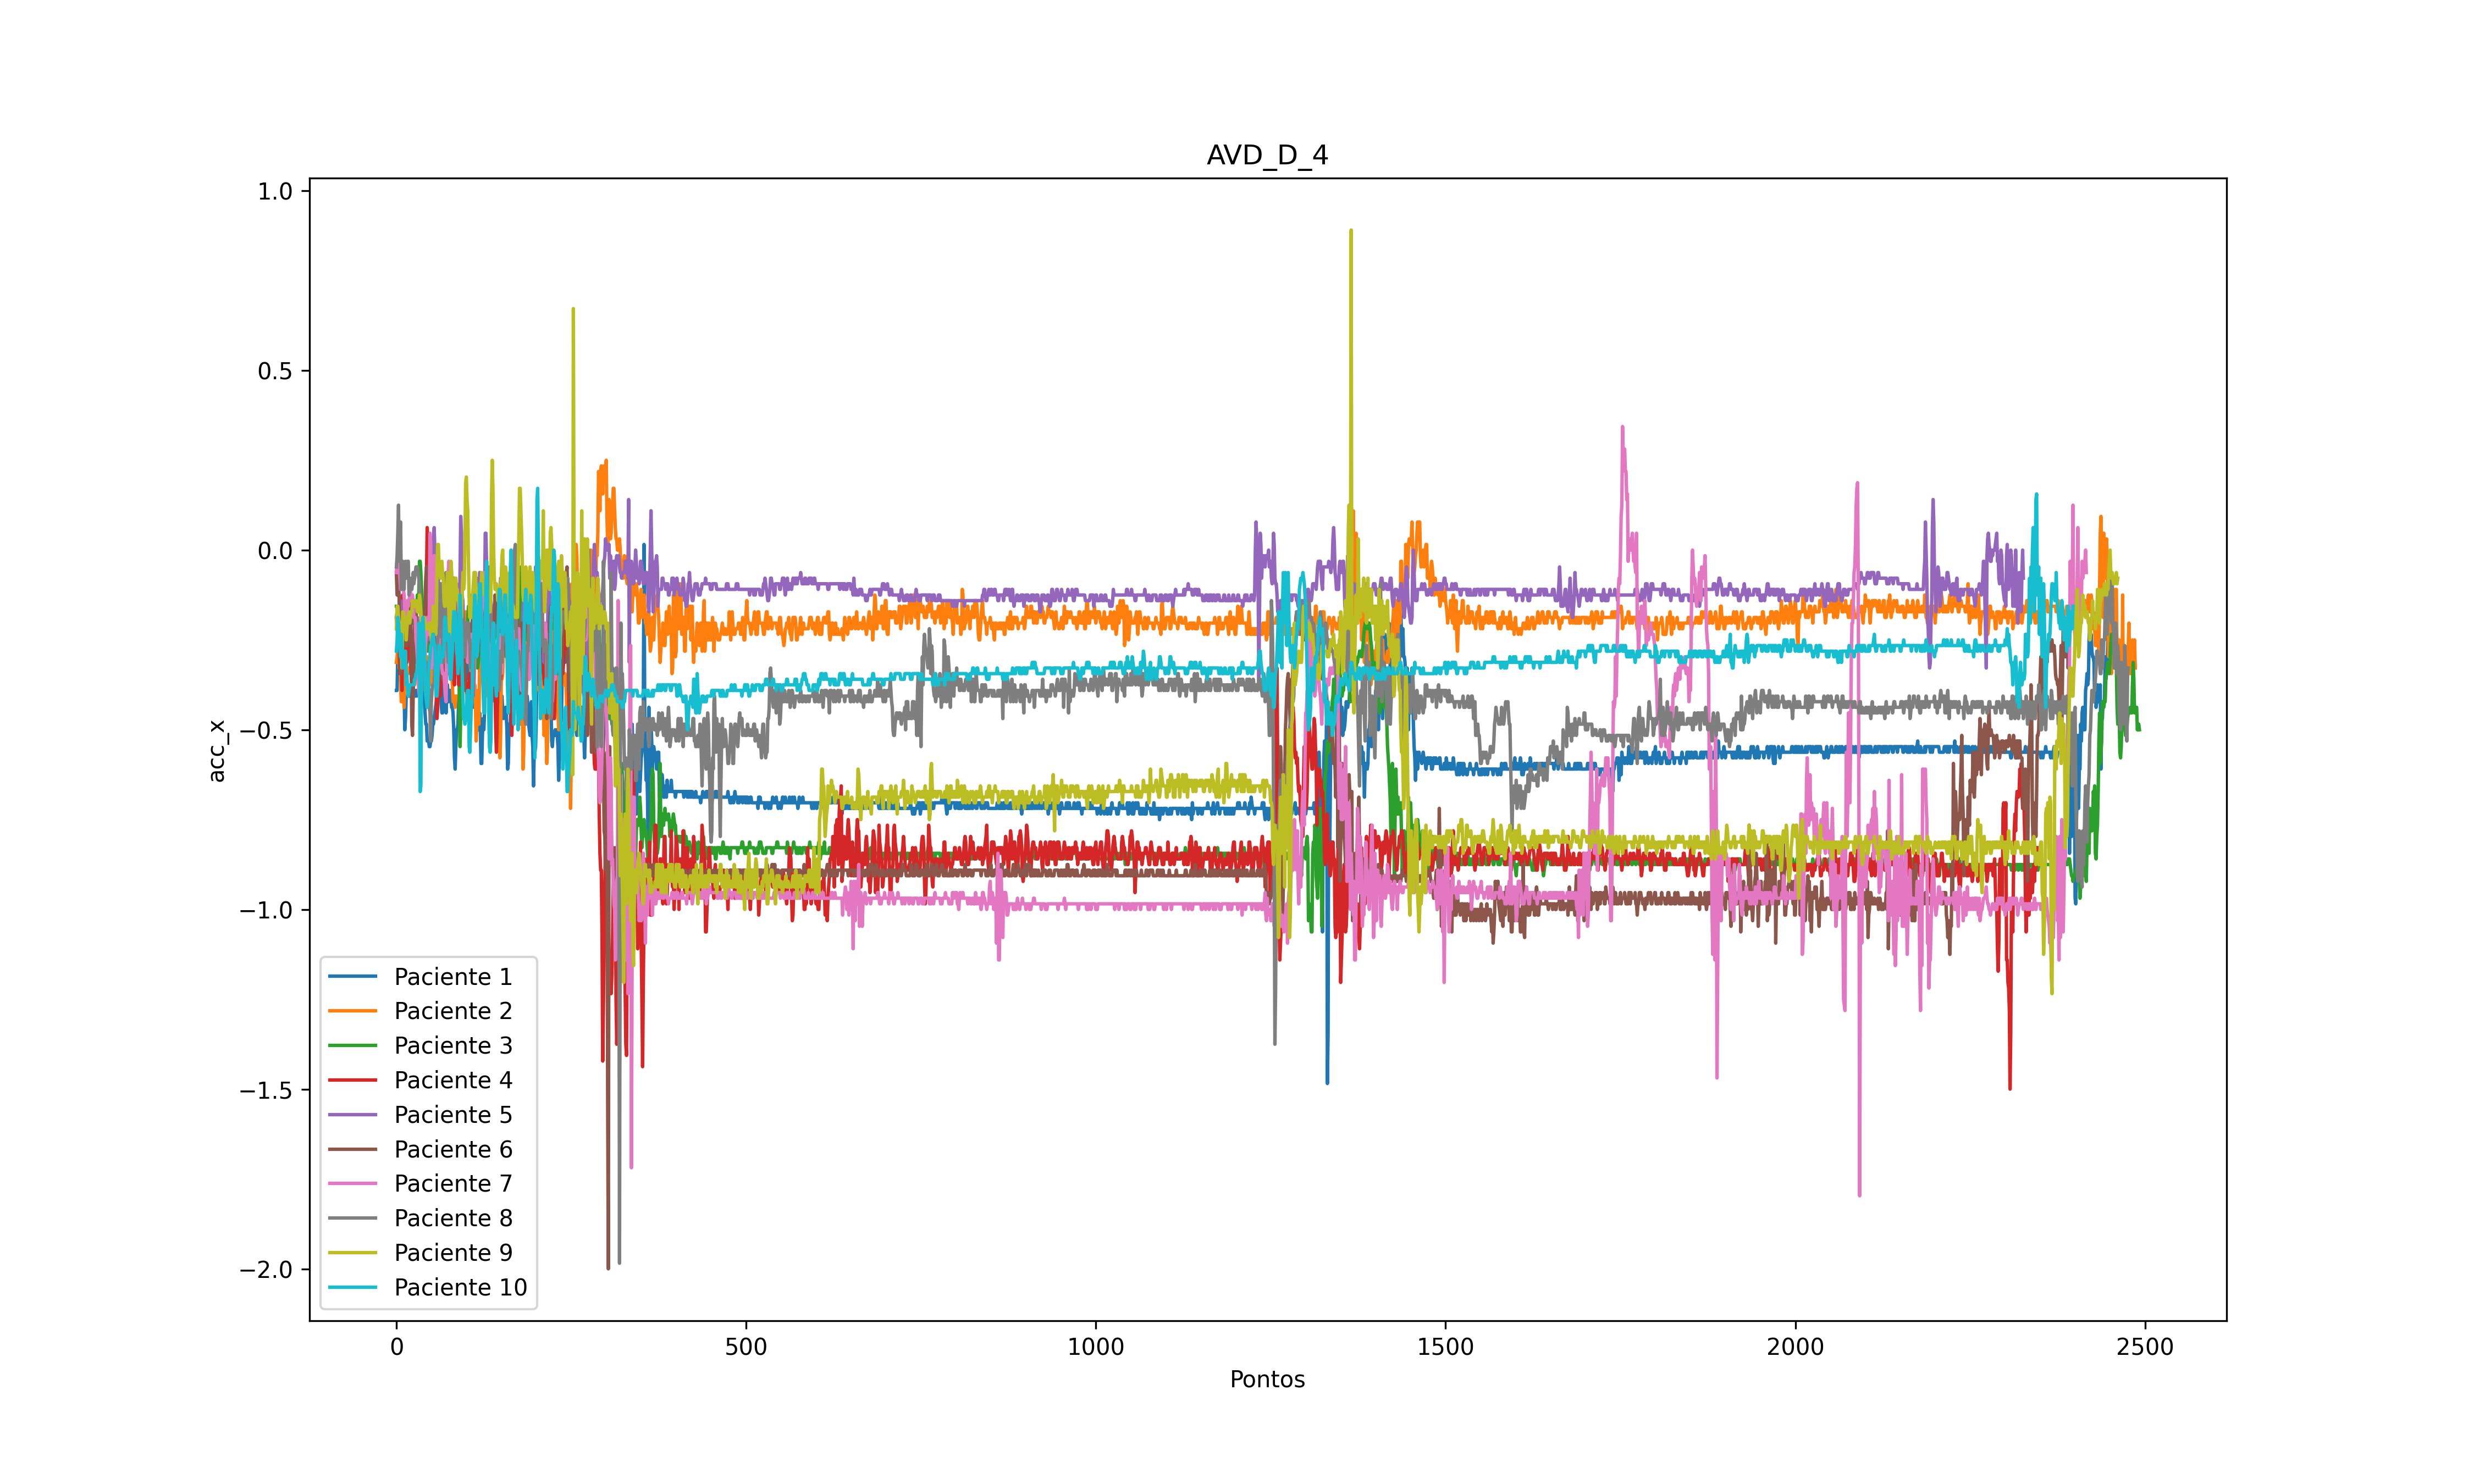 AVD_D_4
1.0
0.5
0.0
−0.5
−1.0
−1.5
−2.0
acc_x
Paciente 1
Paciente 2
Paciente 3
Paciente 4
Paciente 5
Paciente 6
Paciente 7
Paciente 8
Paciente 9
Paciente 10
0 500 1000 1500 2000 2500
Pontos